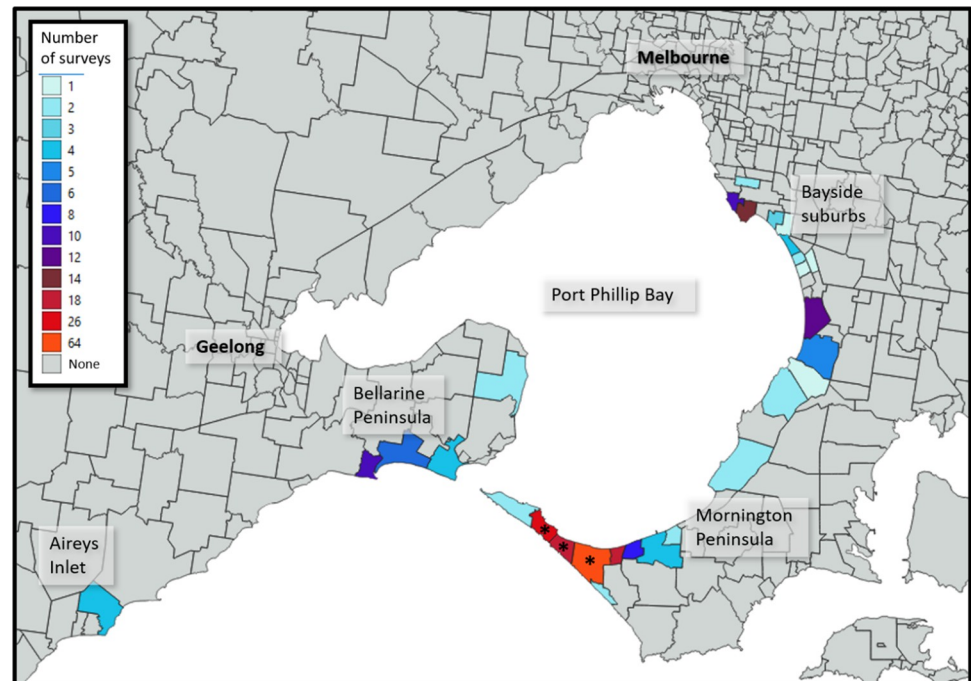 Number
of surveys
1
2
3
4
5
6
8
10
12
14
18
26
64
None
Melbourne
Bayside
suburbs
Port Phillip Bay
Geelong
Bellarine
Peninsula
Mornington
Peninsula
Aireys
Inlet
*
*
*